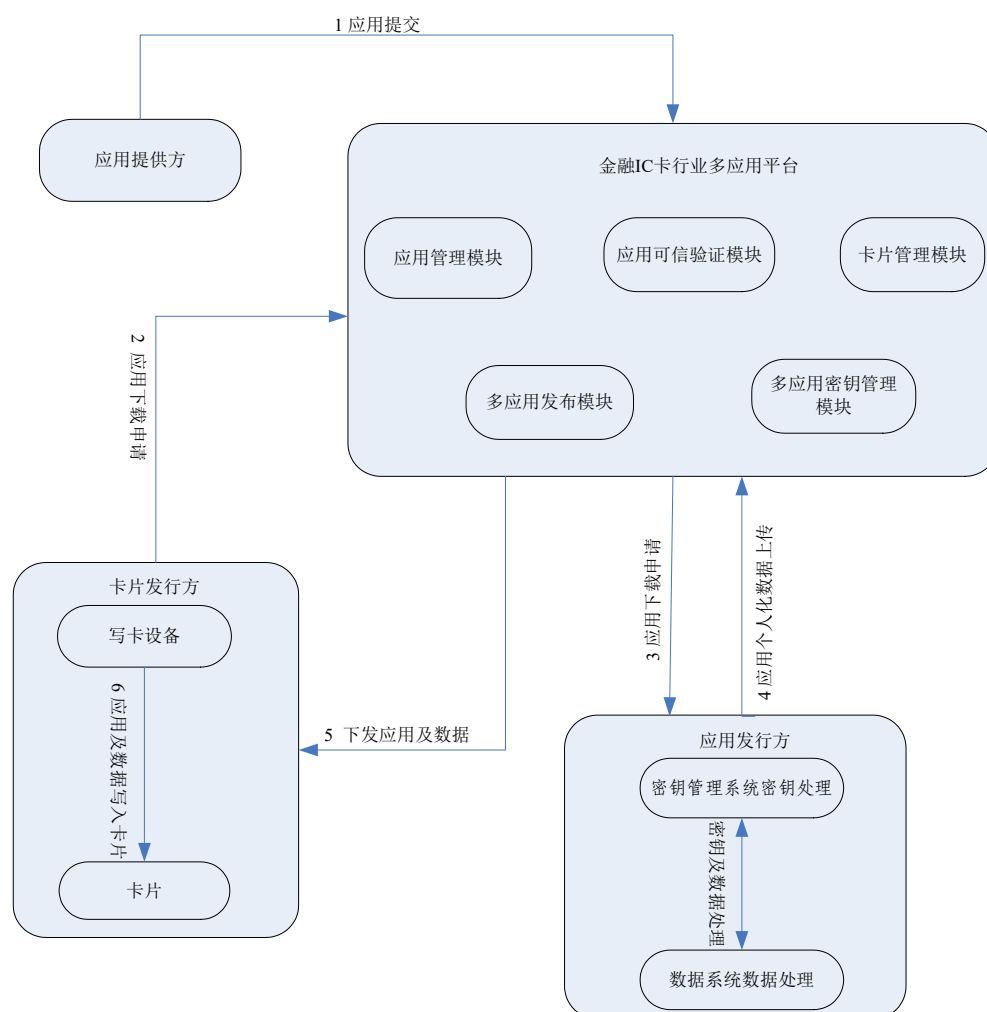 1 应用提交
应用提供方
金融IC卡行业多应用平台
应用管理模块
应用可信验证模块
卡片管理模块
多应用发布模块
多应用密钥管理
模块
2 应用下载申请
3 应用下载申请
4 应用个人化数据上传
卡片发行方
写卡设备
6 应用及数据写入卡片
卡片
5 下发应用及数据
应用发行方
密钥管理系统密钥处理
密钥及数据处理
数据系统数据处理